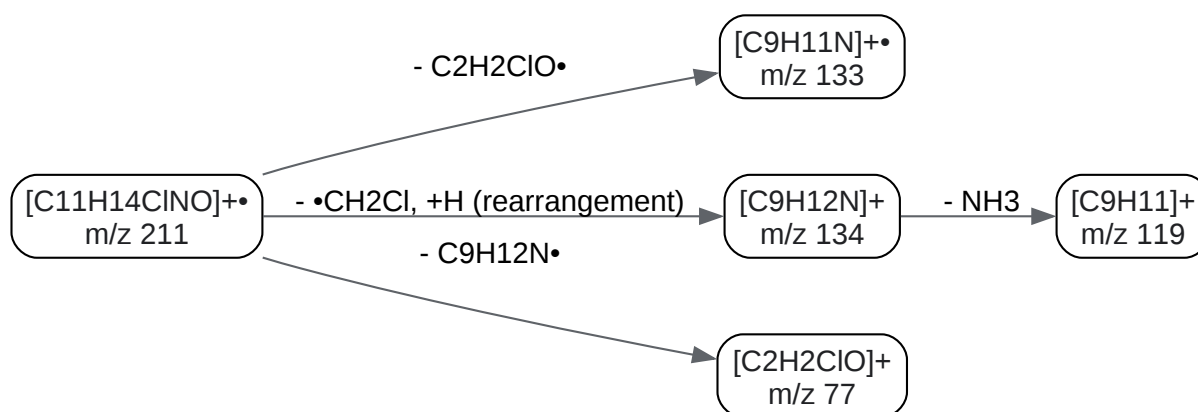 [C9H11N]+•
m/z 133
- C2H2ClO•
[C11H14ClNO]+•
m/z 211
- •CH2Cl, +H (rearrangement)
[C9H12N]+
m/z 134
- NH3
[C9H11]+
m/z 119
- C9H12N•
[C2H2ClO]+
m/z 77